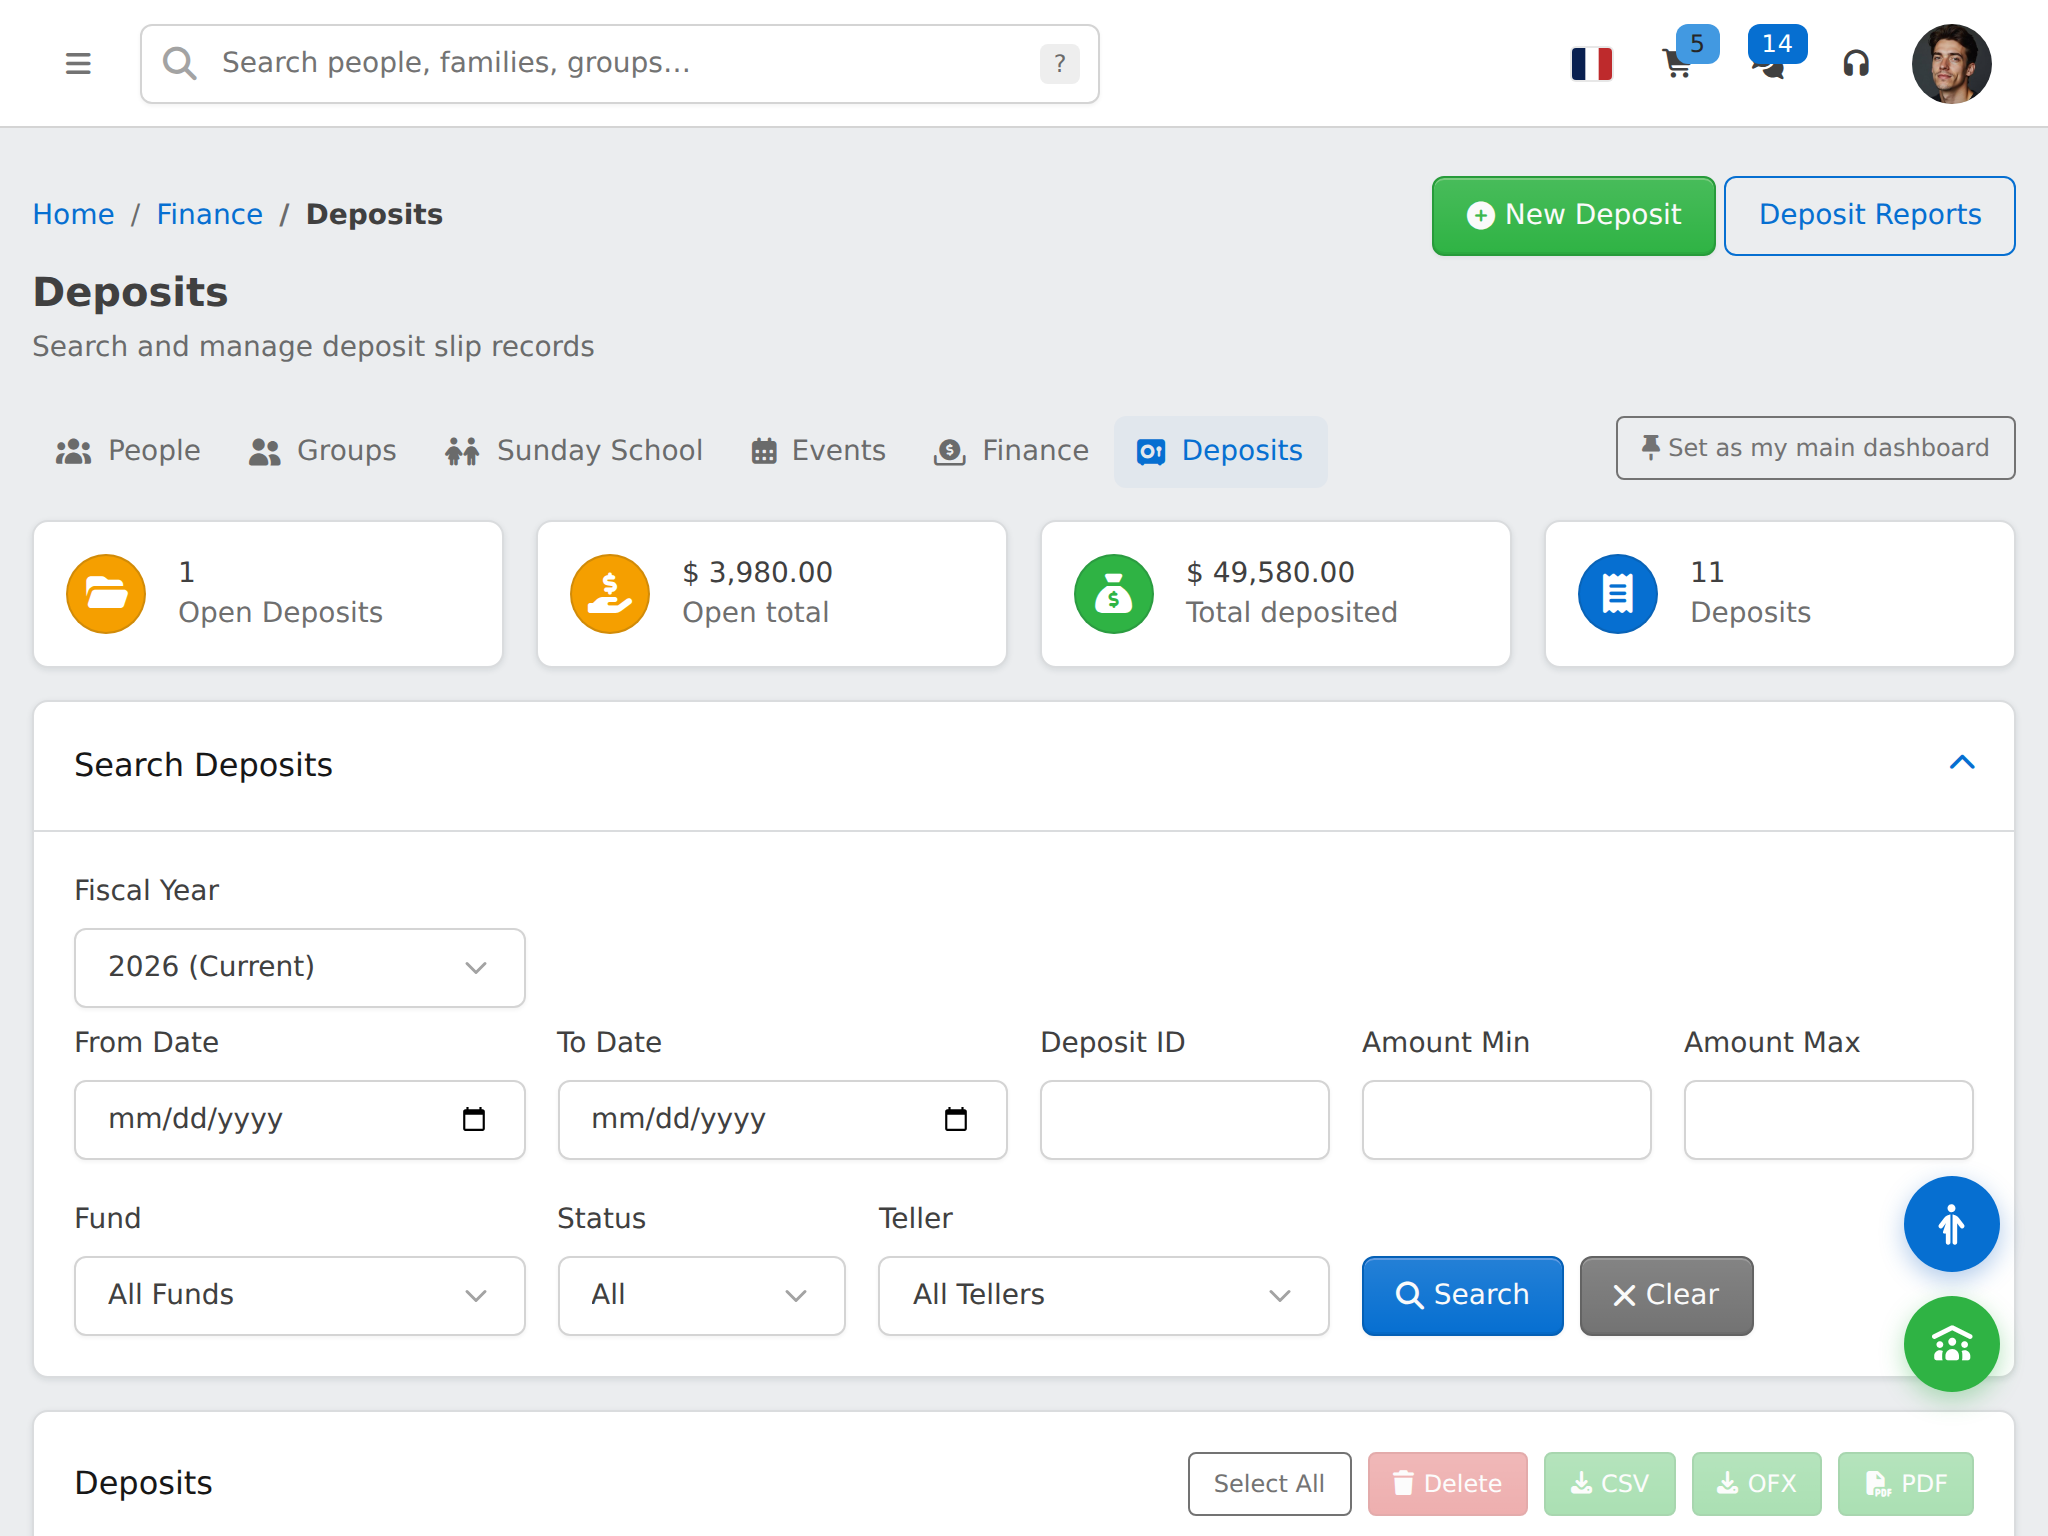 Search people, families, groups...
?
5
14
Home / Finance / Deposits
New Deposit
Deposit Reports
Deposits
Search and manage deposit slip records
People
Groups
Sunday School
Events
Finance
Deposits
Set as my main dashboard
1
Open Deposits
$ 3,980.00
Open total
$ 49,580.00
Total deposited
11
Deposits
Search Deposits
Fiscal Year
2026 (Current)
From Date
To Date
Deposit ID
Amount Min
Amount Max
mm/dd/yyyy
mm/dd/yyyy
Fund
Status
Teller
All Funds
All
All Tellers
Search
Clear
Deposits
Select All
Delete
CSV
OFX
PDF